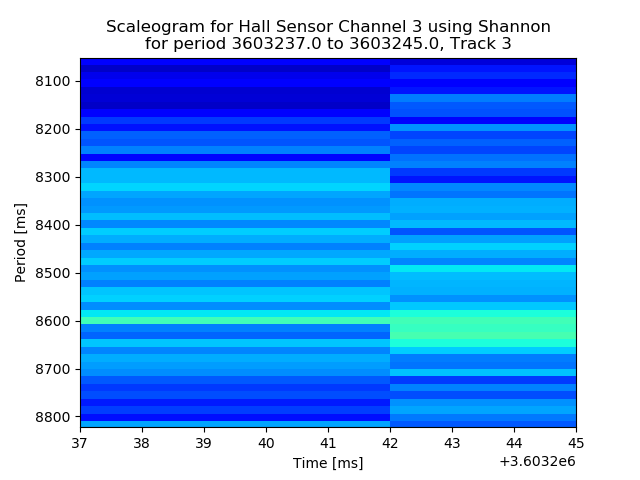 Scaleogram for Hall Sensor Channel 3 using Shannon
for period 3603237.0 to 3603245.0, Track 3
8100
8200
8300
8400
8500
8600
8700
8800
Period [ms]
37 38 39 40 41 42 43 44 45
Time [ms]
+3.6032e6